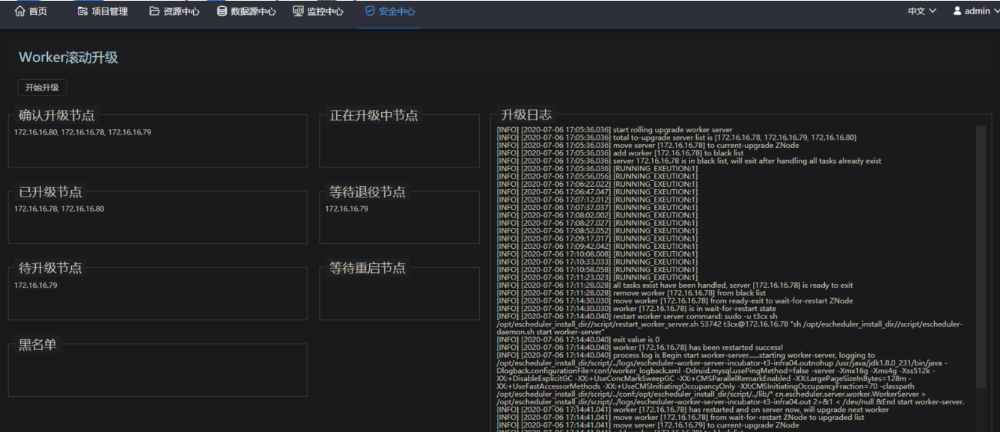 首页 项目管理 资源中心 数据源中心 监控中心 安全中心 中文 admin
Worker滚动升级
开始升级
确认升级节点
172.16.16.80, 172.16.16.78, 172.16.16.79
正在升级中节点
已升级节点
172.16.16.78, 172.16.16.80
等待退役节点
172.16.16.79
待升级节点
172.16.16.79
等待重启节点
黑名单
升级日志
[INFO] [2020-07-06 17:05:36.036] start rolling upgrade worker server
[INFO] [2020-07-06 17:05:36.036] total to-upgrade server list is [172.16.16.78, 172.16.16.79, 172.16.16.80]
[INFO] [2020-07-06 17:05:36.036] move server [172.16.16.78] to current-upgrade ZNode
[INFO] [2020-07-06 17:05:36.036] add worker [172.16.16.78] to black list
[INFO] [2020-07-06 17:05:36.036] server 172.16.16.78 is in black list, will exit after handling all tasks already exist
[INFO] [2020-07-06 17:05:36.036] [RUNNING_EXEUTION:1]
[INFO] [2020-07-06 17:05:56.056] [RUNNING_EXEUTION:1]
[INFO] [2020-07-06 17:06:22.022] [RUNNING_EXEUTION:1]
[INFO] [2020-07-06 17:06:47.047] [RUNNING_EXEUTION:1]
[INFO] [2020-07-06 17:07:12.012] [RUNNING_EXEUTION:1]
[INFO] [2020-07-06 17:07:37.037] [RUNNING_EXEUTION:1]
[INFO] [2020-07-06 17:08:02.002] [RUNNING_EXEUTION:1]
[INFO] [2020-07-06 17:08:27.027] [RUNNING_EXEUTION:1]
[INFO] [2020-07-06 17:08:52.052] [RUNNING_EXEUTION:1]
[INFO] [2020-07-06 17:09:17.017] [RUNNING_EXEUTION:1]
[INFO] [2020-07-06 17:09:42.042] [RUNNING_EXEUTION:1]
[INFO] [2020-07-06 17:10:08.008] [RUNNING_EXEUTION:1]
[INFO] [2020-07-06 17:10:33.033] [RUNNING_EXEUTION:1]
[INFO] [2020-07-06 17:10:58.058] [RUNNING_EXEUTION:1]
[INFO] [2020-07-06 17:11:23.023] [RUNNING_EXEUTION:1]
[INFO] [2020-07-06 17:11:28.028] all tasks exist have been handled, server [172.16.16.78] is ready to exit
[INFO] [2020-07-06 17:11:28.028] remove worker [172.16.16.78] from black list
[INFO] [2020-07-06 17:14:30.030] move worker [172.16.16.78] from ready-exit to wait-for-restart ZNode
[INFO] [2020-07-06 17:14:30.030] worker [172.16.16.78] is in wait-for-restart state
[INFO] [2020-07-06 17:14:40.040] restart worker server command: sudo -u t3cx sh
/opt/escheduler_install_dir//script/restart_worker_server.sh 53742 t3cx@172.16.16.78 "sh /opt/escheduler_install_dir//script/escheduler-
daemon.sh start worker-server"
[INFO] [2020-07-06 17:14:40.040] exit value is 0
[INFO] [2020-07-06 17:14:40.040] worker [172.16.16.78] has been restarted success!
[INFO] [2020-07-06 17:14:40.040] process log is Begin start worker-server......starting worker-server, logging to
/opt/escheduler_install_dir/script/../logs/escheduler-worker-server-incubator-t3-infra04.outnohup /usr/java/jdk1.8.0_231/bin/java -
Dlogback.configurationFile=conf/worker_logback.xml -Ddruid.mysql.usePingMethod=false -server -Xmx16g -Xms4g -Xss512k -
XX:+DisableExplicitGC -XX:+UseConcMarkSweepGC -XX:+CMSParallelRemarkEnabled -XX:LargePageSizeInBytes=128m -
XX:+UseFastAccessorMethods -XX:+UseCMSInitiatingOccupancyOnly -XX:CMSInitiatingOccupancyFraction=70 -classpath
/opt/escheduler_install_dir/script/../conf:/opt/escheduler_install_dir/script/../lib/* cn.escheduler.server.worker.WorkerServer >
/opt/escheduler_install_dir/script/../logs/escheduler-worker-server-incubator-t3-infra04.out 2>&1 < /dev/null &End start worker-server.
[INFO] [2020-07-06 17:14:41.041] worker [172.16.16.78] has restarted and on server now, will upgrade next worker
[INFO] [2020-07-06 17:14:41.041] move worker [172.16.16.78] from wait-for-restart ZNode to upgraded list
[INFO] [2020-07-06 17:14:41.041] move server [172.16.16.79] to current-upgrade ZNode